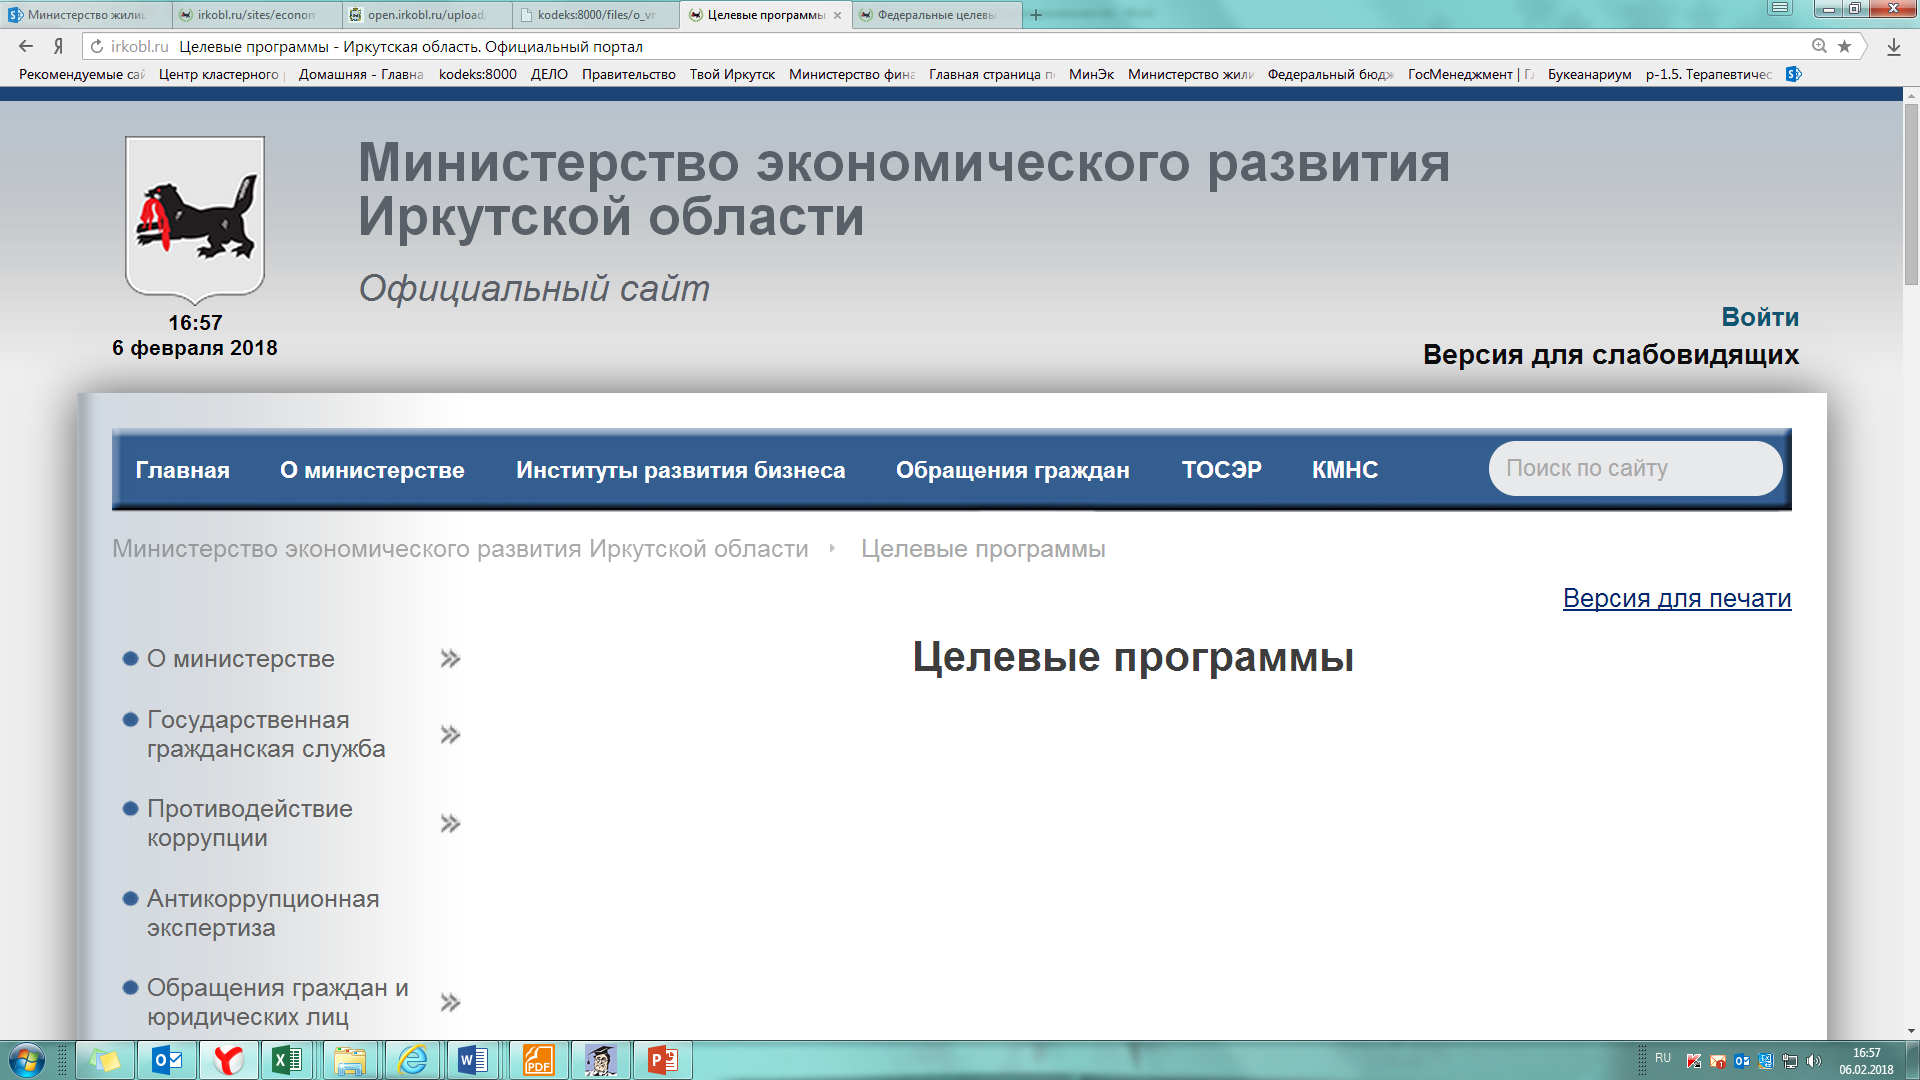 Министерство жилищ
irkobl.ru/sites/econom
open.irkobl.ru/upload
kodeks:8000/files/o_vr
Целевые программы
Федеральные целевы
irkobl.ru Целевые программы - Иркутская область. Официальный портал
Рекомендуемые сай Центр кластерного Домашняя - Главна kodeks:8000 ДЕЛО Правительство Твой Иркутск Министерство фина Главная страница п МинЭк Министерство жили Федеральный бюдж ГосМенеджмент | Г Букеанариум р-1.5. Терапевтичес
Министерство экономического развития
Иркутской области
Официальный сайт
16:57
6 февраля 2018
Войти
Версия для слабовидящих
Главная О министерстве Институты развития бизнеса Обращения граждан ТОСЭР КМНС Поиск по сайту
Министерство экономического развития Иркутской области Целевые программы
Версия для печати
Целевые программы
О министерстве
Государственная
гражданская служба
Противодействие
коррупции
Антикоррупционная
экспертиза
Обращения граждан и
юридических лиц
RU
16:57
06.02.2018